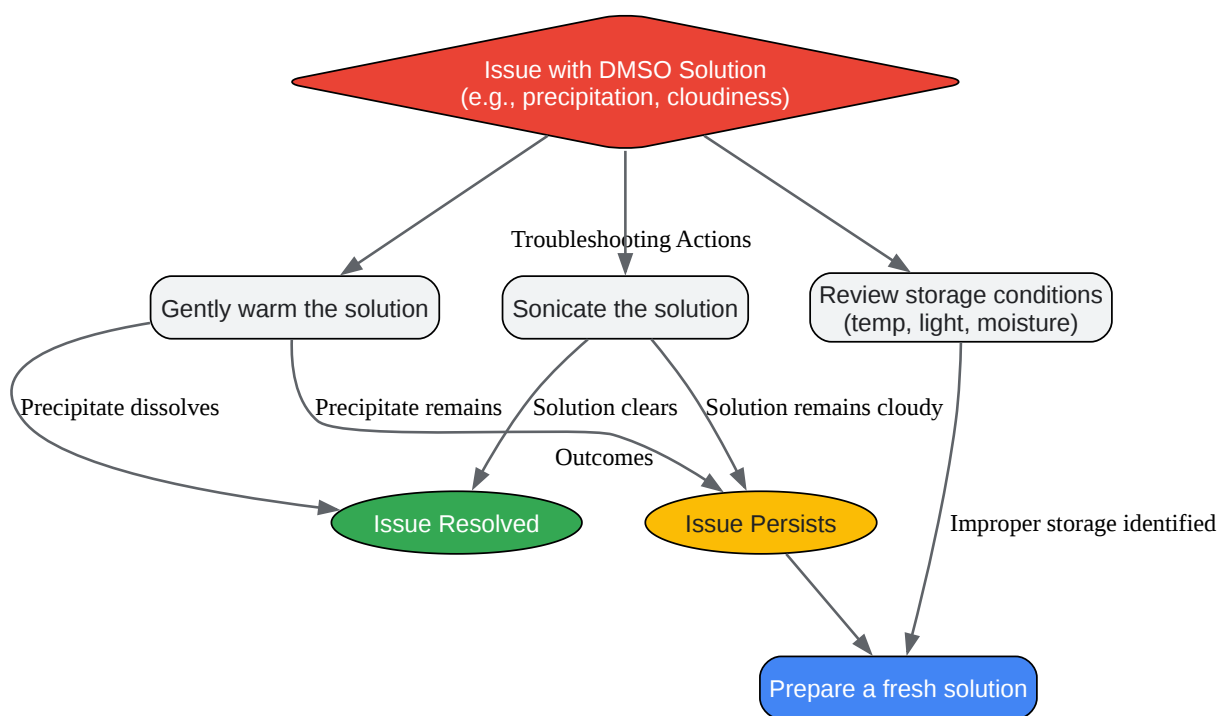 Issue with DMSO Solution
(e.g., precipitation, cloudiness)
Troubleshooting Actions
Gently warm the solution
Sonicate the solution
Review storage conditions
(temp, light, moisture)
Precipitate dissolves
Precipitate remains
Solution clears
Solution remains cloudy
Outcomes
Issue Resolved
Issue Persists
Improper storage identified
Prepare a fresh solution